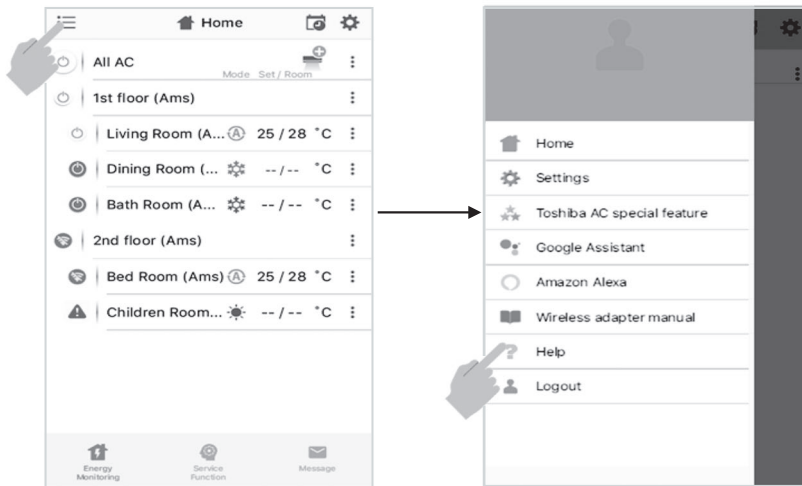 Home
All AC
Mode Set / Room
1st floor (Ams)
Living Room (A... A 25 / 28 °C
Dining Room (... -- / -- °C
Bath Room (A... -- / -- °C
2nd floor (Ams)
Bed Room (Ams) A 25 / 28 °C
Children Room... -- / -- °C
Energy Monitoring
Service Function
Message
Home
Settings
Toshiba AC special feature
Google Assistant
Amazon Alexa
Wireless adapter manual
? Help
Logout